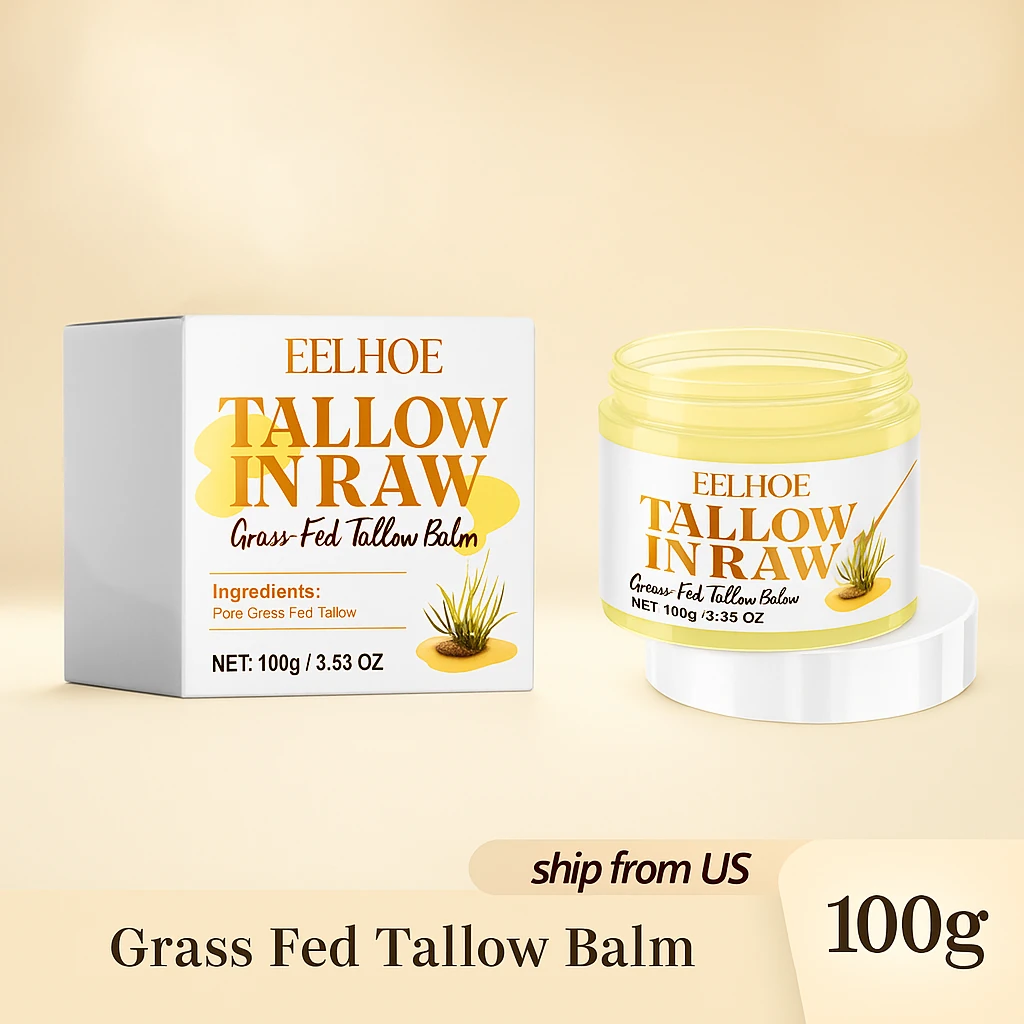 EELHOE
TALLOW
IN RAW
Grass-Fed Tallow Balm
Ingredients:
Pore Gress Fed Tallow
NET: 100g / 3.53 OZ
EELHOE
TALLOW
IN RAW
Greass-Fed Tallow Balow
NET 100g /3:35 OZ
ship from US
Grass Fed Tallow Balm
100g